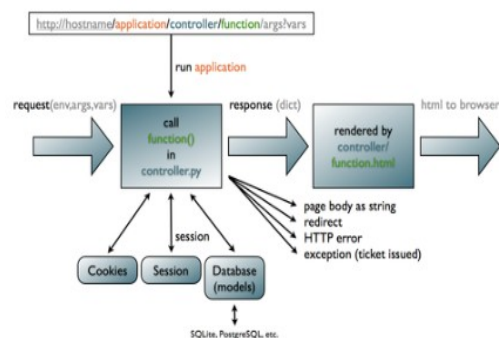 http://hostname/application/controller/function/args?vars
run application
request(env,args,vars)
call
function()
in
controller.py
response (dict)
rendered by
controller/
function.html
html to browser
page body as string
redirect
HTTP error
exception (ticket issued)
session
Cookies
Session
Database
(models)
SQLite, PostgreSQL, etc.